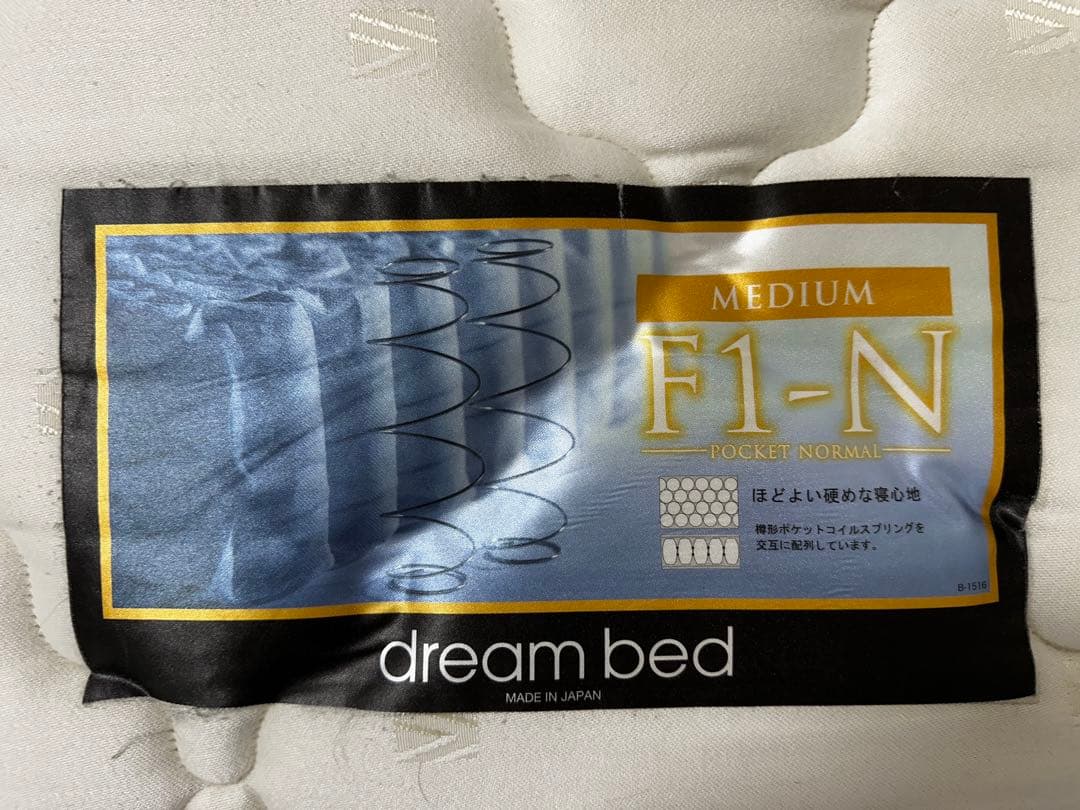 MEDIUM
F1-N
POCKET NORMAL
ほどよい硬めな寝心地
樽形ポケットコイルスプリングを
交互に配列しています。
B-1516
dream bed
MADE IN JAPAN